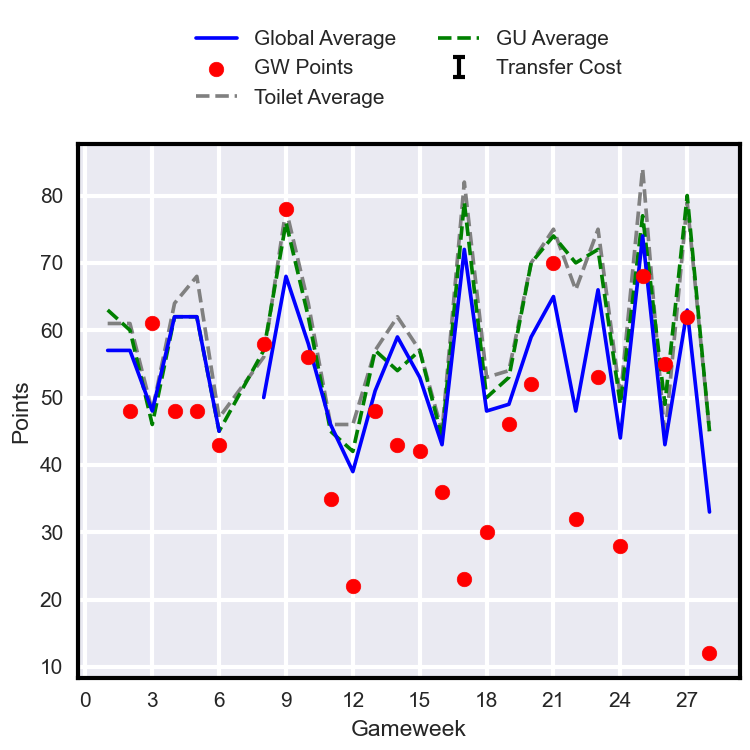 Global Average
GW Points
Toilet Average
GU Average
Transfer Cost
Points
80
70
60
50
40
30
20
10
0 3 6 9 12 15 18 21 24 27
Gameweek